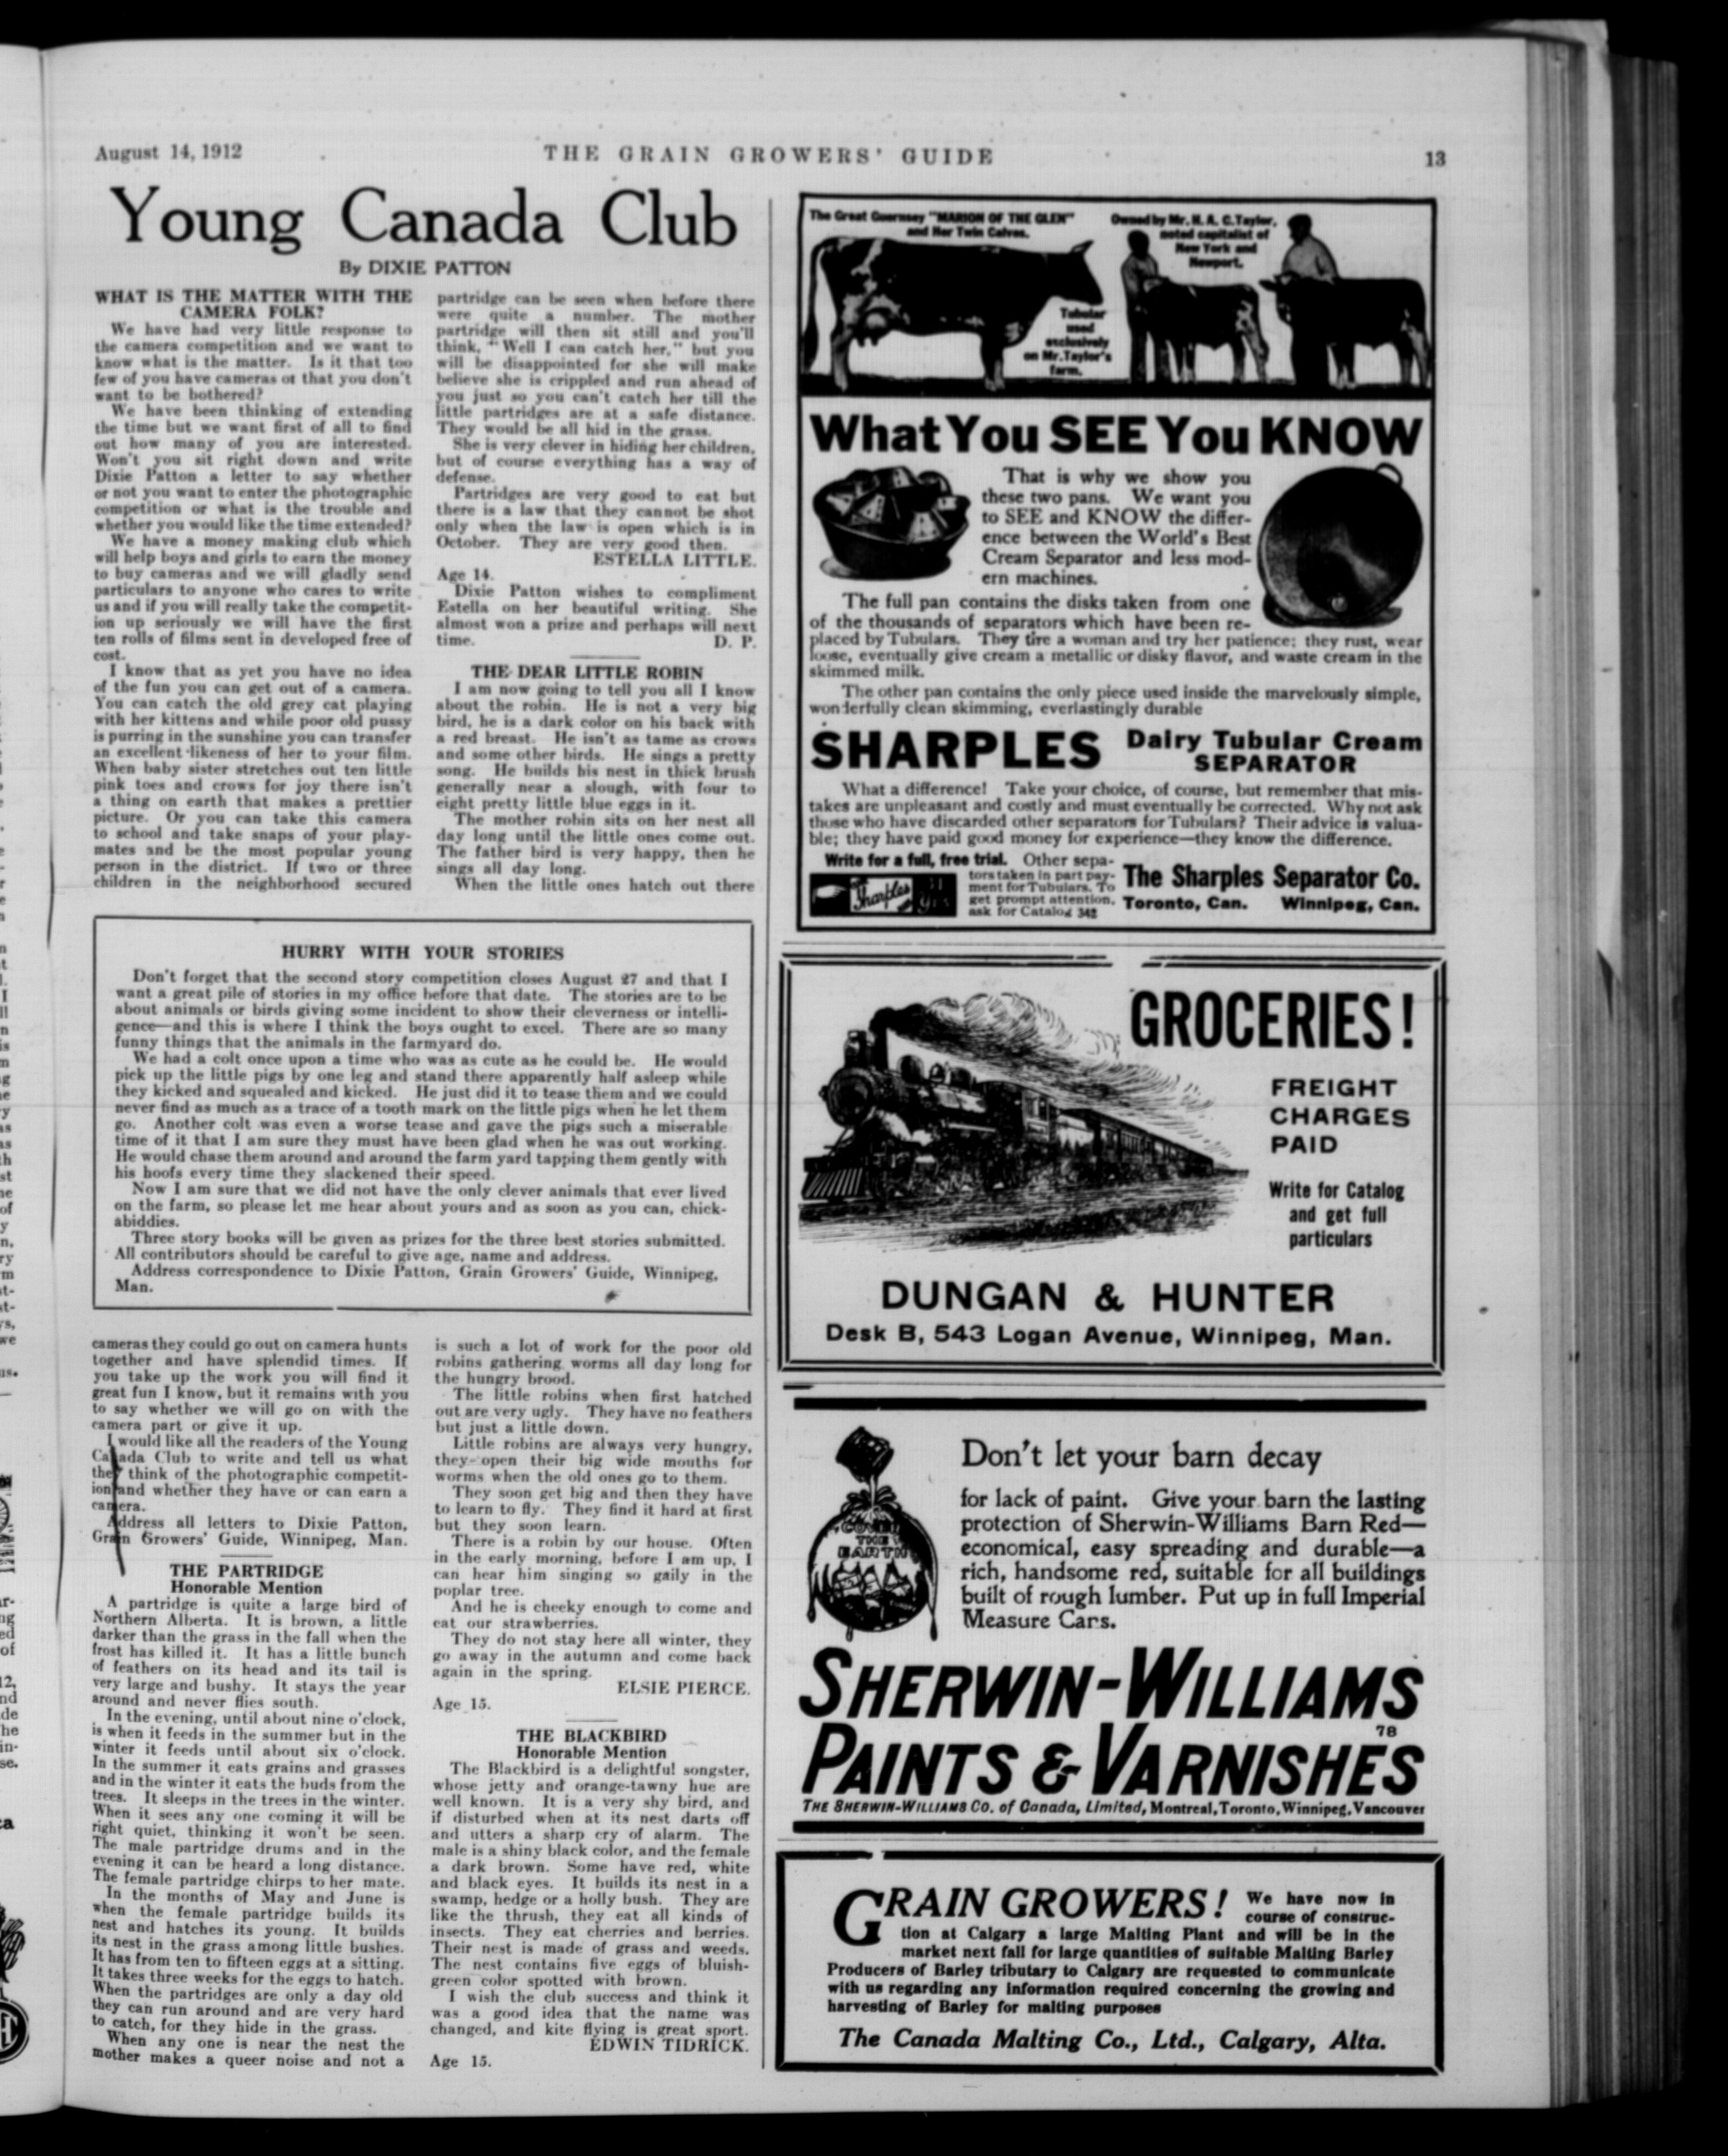 August 14, 1912
THE GRAIN GROWERS' GUIDE
13
Young Canada Club
By DIXIE PATTON
WHAT IS THE MATTER WITH THE
CAMERA FOLK?
We have had very little response to
the camera competition and we want to
know what is the matter. Is it that too
few of you have cameras or that you don't
want to be bothered?
We have been thinking of extending
the time but we want first of all to find
out how many of you are interested.
Won't you sit right down and write
Dixie Patton a letter to say whether
or not you want to enter the photographic
competition or what is the trouble and
whether you would like the time extended?
We have a money making club which
will help boys and girls to earn the money
to buy cameras and we will gladly send
particulars to anyone who cares to write
us and if you will really take the competit-
ion up seriously we will have the first
ten rolls of films sent in developed free of
cost.
I know that as yet you have no idea
of the fun you can get out of a camera.
You can catch the old grey cat playing
with her kittens and while poor old pussy
is purring in the sunshine you can transfer
an excellent likeness of her to your film.
When baby sister stretches out ten little
pink toes and crows for joy there isn't
a thing on earth that makes a prettier
picture. Or you can take this camera
to school and take snaps of your play-
mates and be the most popular young
person in the district. If two or three
children in the neighborhood secured
partridge can be seen when before there
were quite a number. The mother
partridge will then sit still and you'll
think, "Well I can catch her," but you
will be disappointed for she will make
believe she is crippled and run ahead of
you just so you can't catch her till the
little partridges are at a safe distance.
They would be all hid in the grass.
She is very clever in hiding her children,
but of course everything has a way of
defense.
Partridges are very good to eat but
there is a law that they cannot be shot
only when the law is open which is in
October. They are very good then.
ESTELLA LITTLE.
Age 14.
Dixie Patton wishes to compliment
Estella on her beautiful writing. She
almost won a prize and perhaps will next
time. D. P.
THE DEAR LITTLE ROBIN
I am now going to tell you all I know
about the robin. He is not a very big
bird, he is a dark color on his back with
a red breast. He isn't as tame as crows
and some other birds. He sings a pretty
song. He builds his nest in thick brush
generally near a slough, with four to
eight pretty little blue eggs in it.
The mother robin sits on her nest all
day long until the little ones come out.
The father bird is very happy, then he
sings all day long.
When the little ones hatch out there
HURRY WITH YOUR STORIES
Don't forget that the second story competition closes August 27 and that I
want a great pile of stories in my office before that date. The stories are to be
about animals or birds giving some incident to show their cleverness or intelli-
gence—and this is where I think the boys ought to excel. There are so many
funny things that the animals in the farmyard do.
We had a colt once upon a time who was as cute as he could be. He would
pick up the little pigs by one leg and stand there apparently half asleep while
they kicked and squealed and kicked. He just did it to tease them and we could
never find as much as a trace of a tooth mark on the little pigs when he let them
go. Another colt was even a worse tease and gave the pigs such a miserable
time of it that I am sure they must have been glad when he was out working.
He would chase them around and around the farm yard tapping them gently with
his hoofs every time they slackened their speed.
Now I am sure that we did not have the only clever animals that ever lived
on the farm, so please let me hear about yours and as soon as you can, chick-
abiddies.
Three story books will be given as prizes for the three best stories submitted.
All contributors should be careful to give age, name and address.
Address correspondence to Dixie Patton, Grain Growers' Guide, Winnipeg,
Man.
cameras they could go out on camera hunts
together and have splendid times. If
you take up the work you will find it
great fun I know, but it remains with you
to say whether we will go on with the
camera part or give it up.
I would like all the readers of the Young
Canada Club to write and tell us what
they think of the photographic competit-
ion and whether they have or can earn a
camera.
Address all letters to Dixie Patton,
Grain Growers' Guide, Winnipeg, Man.
THE PARTRIDGE
Honorable Mention
A partridge is quite a large bird of
Northern Alberta. It is brown, a little
darker than the grass in the fall when the
frost has killed it. It has a little bunch
of feathers on its head and its tail is
very large and bushy. It stays the year
around and never flies south.
In the evening, until about nine o'clock,
is when it feeds in the summer but in the
winter it feeds until about six o'clock.
In the summer it eats grains and grasses
and in the winter it eats the buds from the
trees. It sleeps in the trees in the winter.
When it sees any one coming it will be
right quiet, thinking it won't be seen.
The male partridge drums and in the
evening it can be heard a long distance.
The female partridge chirps to her mate.
In the months of May and June is
when the female partridge builds its
nest and hatches its young. It builds
its nest in the grass among little bushes.
It has from ten to fifteen eggs at a sitting.
It takes three weeks for the eggs to hatch.
When the partridges are only a day old
they can run around and are very hard
to catch, for they hide in the grass.
When any one is near the nest the
mother makes a queer noise and not a
is such a lot of work for the poor old
robins gathering worms all day long for
the hungry brood.
The little robins when first hatched
out are very ugly. They have no feathers
but just a little down.
Little robins are always very hungry,
they open their big wide mouths for
worms when the old ones go to them.
They soon get big and then they have
to learn to fly. They find it hard at first
but they soon learn.
There is a robin by our house. Often
in the early morning, before I am up, I
can hear him singing so gaily in the
poplar tree.
And he is cheeky enough to come and
eat our strawberries.
They do not stay here all winter, they
go away in the autumn and come back
again in the spring.
ELSIE PIERCE.
Age 15.
THE BLACKBIRD
Honorable Mention
The Blackbird is a delightful songster,
whose jetty and orange-tawny hue are
well known. It is a very shy bird, and
if disturbed when at its nest darts off
and utters a sharp cry of alarm. The
male is a shiny black color, and the female
a dark brown. Some have red, white
and black eyes. It builds its nest in a
swamp, hedge or a holly bush. They are
like the thrush, they eat all kinds of
insects. They eat cherries and berries.
Their nest is made of grass and weeds.
The nest contains five eggs of bluish-
green color spotted with brown.
I wish the club success and think it
was a good idea that the name was
changed, and kite flying is great sport.
EDWIN TIDRICK.
Age 15.
The Great Guernsey "MARION OF THE GLEN"
and Her Twin Calves.
Owned by Mr. H. A. C. Taylor,
noted capitalist of
New York and
Newport.
Tubular
used
exclusively
on Mr. Taylor's
farm.
What You SEE You KNOW
That is why we show you
these two pans. We want you
to SEE and KNOW the differ-
ence between the World's Best
Cream Separator and less mod-
ern machines.
The full pan contains the disks taken from one
of the thousands of separators which have been re-
placed by Tubulars. They tire a woman and try her patience; they rust, wear
loose, eventually give cream a metallic or disky flavor, and waste cream in the
skimmed milk.
The other pan contains the only piece used inside the marvelously simple,
wonderfully clean skimming, everlastingly durable
SHARPLES Dairy Tubular Cream
SEPARATOR
What a difference! Take your choice, of course, but remember that mis-
takes are unpleasant and costly and must eventually be corrected. Why not ask
those who have discarded other separators for Tubulars? Their advice is valua-
ble; they have paid good money for experience—they know the difference.
Write for a full, free trial. Other sepa-
tors taken in part pay-
ment for Tubulars. To
get prompt attention,
ask for Catalog 342
Sharples
The Sharples Separator Co.
Toronto, Can. Winnipeg, Can.
GROCERIES!
FREIGHT
CHARGES
PAID
Write for Catalog
and get full
particulars
DUNGAN & HUNTER
Desk B, 543 Logan Avenue, Winnipeg, Man.
COVER
THE
EARTH
Don't let your barn decay
for lack of paint. Give your barn the lasting
protection of Sherwin-Williams Barn Red—
economical, easy spreading and durable—a
rich, handsome red, suitable for all buildings
built of rough lumber. Put up in full Imperial
Measure Cars.
SHERWIN-WILLIAMS
78
PAINTS & VARNISHES
THE SHERWIN-WILLIAMS CO. of Canada, Limited, Montreal, Toronto, Winnipeg, Vancouver
GRAIN GROWERS! We have now in
course of construc-
tion at Calgary a large Malting Plant and will be in the
market next fall for large quantities of suitable Malting Barley
Producers of Barley tributary to Calgary are requested to communicate
with us regarding any information required concerning the growing and
harvesting of Barley for malting purposes
The Canada Malting Co., Ltd., Calgary, Alta.